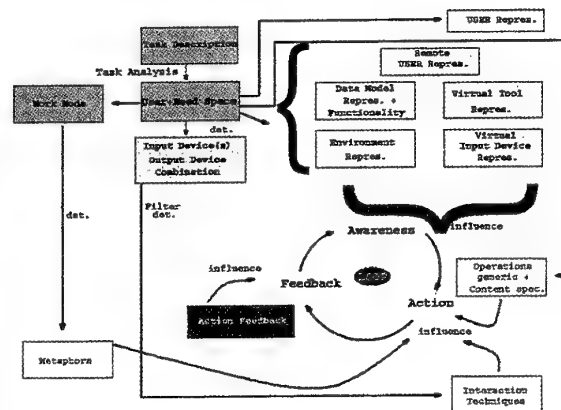 USER Repres.
Task Description
Task Analysis
Remote
USER Repres.
Work Mode
User+Need Space
Data Model
Repres. +
Functionality
Virtual Tool
Repres.
det.
Input Device(s)
Output Device
Combination
Environment
Repres.
Virtual
Input Device
Repres.
det.
Filter
det.
Awareness
influence
influence
Feedback
Operations
generic +
Content spec.
Action
Action Feedback
influence
Metaphors
Interaction
Techniques